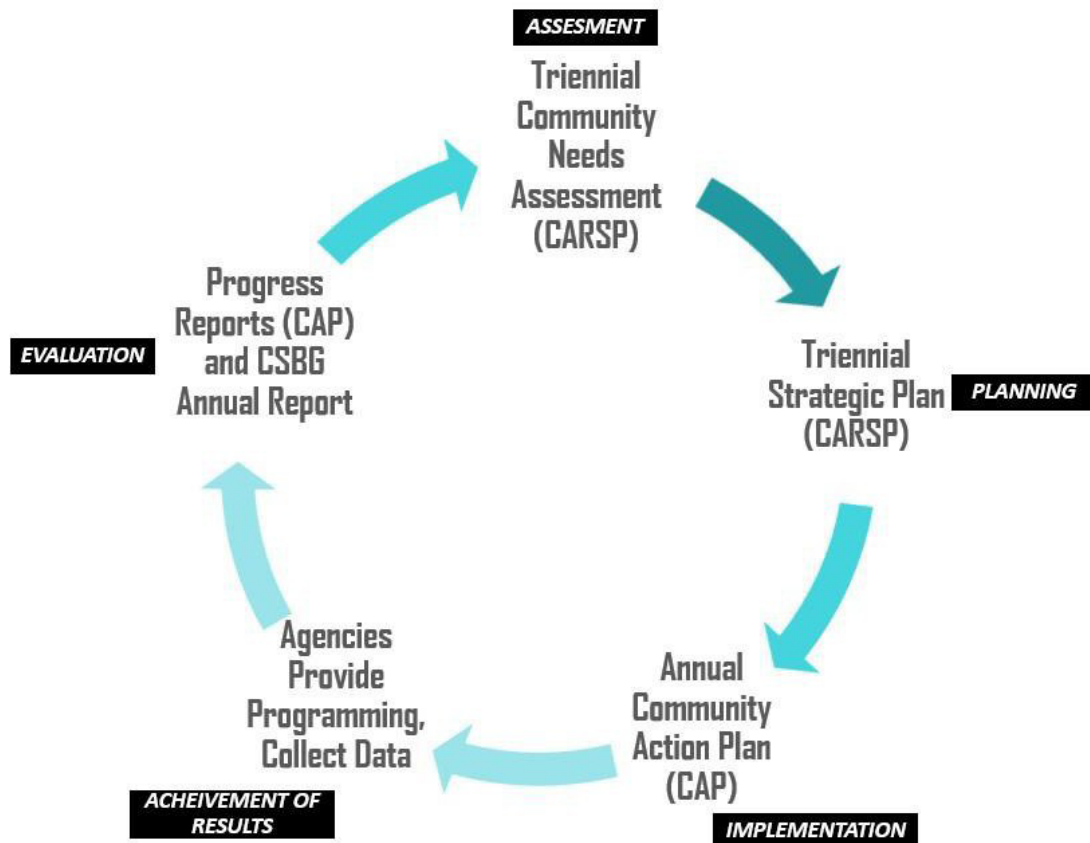 ASSESMENT
Triennial
Community
Needs
Assessment
(CARSP)
Triennial
Strategic Plan
(CARSP)
PLANNING
Annual
Community
Action Plan
(CAP)
IMPLEMENTATION
Agencies
Provide
Programming,
Collect Data
ACHEIVEMENT OF
RESULTS
Progress
Reports (CAP)
and CSBG
Annual Report
EVALUATION